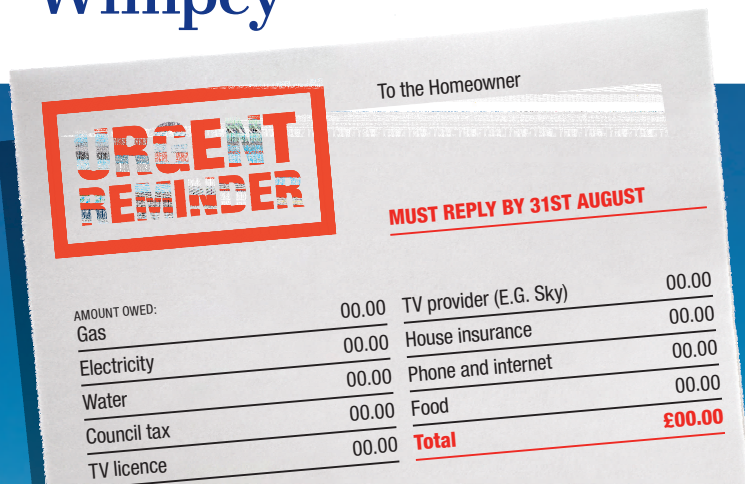 Wimpey
To the Homeowner
URGENT
REMINDER
MUST REPLY BY 31ST AUGUST
AMOUNT OWED:
Gas 00.00
Electricity 00.00
Water 00.00
Council tax 00.00
TV licence 00.00
TV provider (E.G. Sky) 00.00
House insurance 00.00
Phone and internet 00.00
Food 00.00
Total £00.00